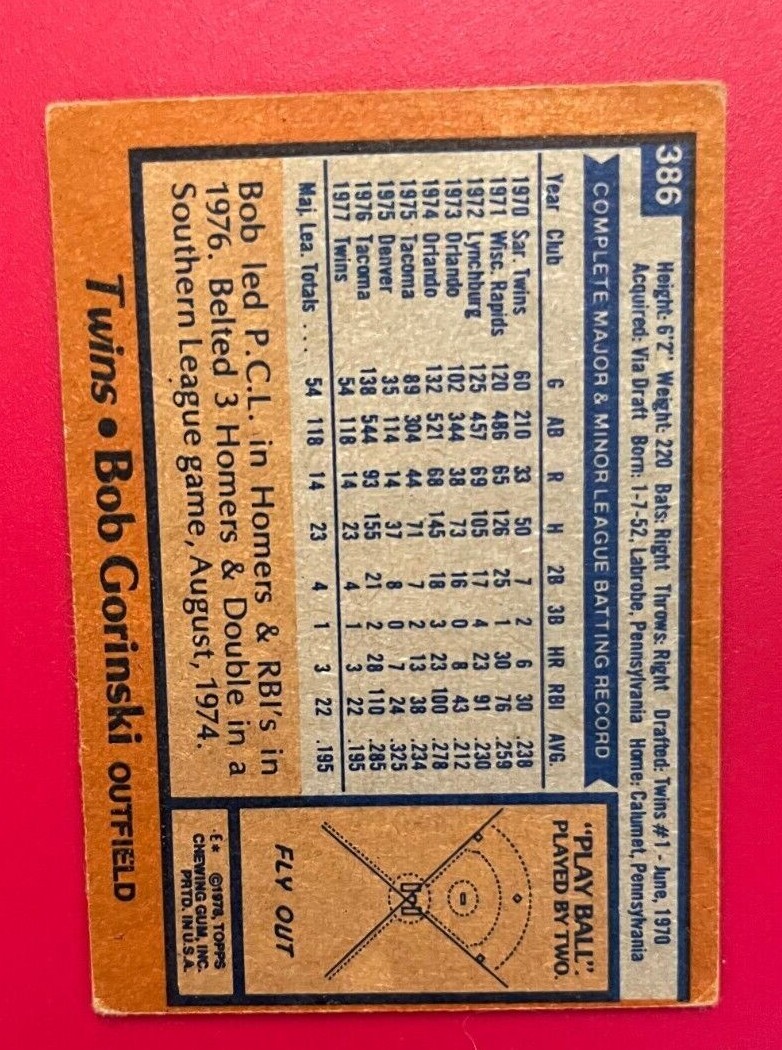 386
Height: 6'2" Weight: 220 Bats: Right Throws: Right Drafted: Twins #1 - June, 1970
Acquired: Via Draft Born: 1-7-52, Labrobe, Pennsylvania Home: Calumet, Pennsylvania
COMPLETE MAJOR & MINOR LEAGUE BATTING RECORD
Year Club G AB R H 2B 3B HR RBI AVG.
1970 Sar. Twins 60 210 33 50 7 2 6 30 .238
1971 Wisc. Rapids 120 486 65 126 25 1 30 76 .259
1972 Lynchburg 125 457 69 105 17 4 23 91 .230
1973 Orlando 102 344 38 73 16 0 8 43 .212
1974 Orlando 132 521 68 145 18 3 23 100 .278
1975 Tacoma 89 304 44 71 7 2 13 38 .234
1975 Denver 35 114 14 37 8 0 7 24 .325
1976 Tacoma 138 544 93 155 21 2 28 110 .285
1977 Twins 54 118 14 23 4 1 3 22 .195
Maj. Lea. Totals ... 54 118 14 23 4 1 3 22 .195
Bob led P.C.L. in Homers & RBI's in
1976. Belted 3 Homers & Double in a
Southern League game, August, 1974.
"PLAY BALL":
PLAYED BY TWO.
FLY OUT
·E* ©1978, TOPPS
CHEWING GUM, INC.
PRTD. IN U.S.A.
Twins • Bob Gorinski OUTFIELD